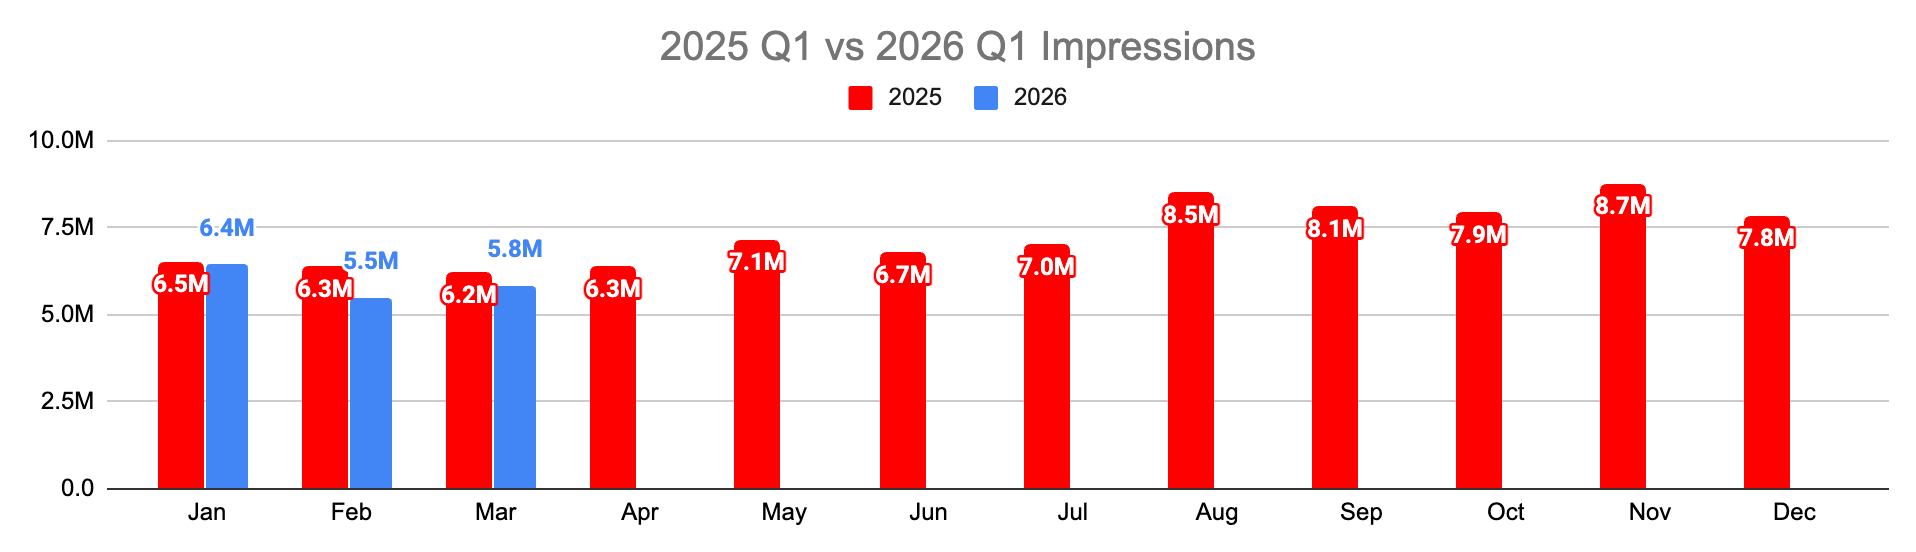 2025 Q1 vs 2026 Q1 Impressions
2025 2026
10.0M
7.5M
5.0M
2.5M
0.0
6.5M 6.4M 6.3M 5.5M 6.2M 5.8M 6.3M 7.1M 6.7M 7.0M 8.5M 8.1M 7.9M 8.7M 7.8M
Jan Feb Mar Apr May Jun Jul Aug Sep Oct Nov Dec